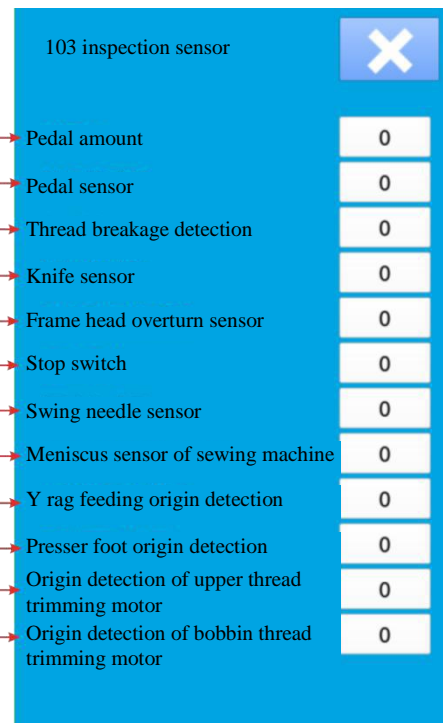 103 inspection sensor
Pedal amount 0
Pedal sensor 0
Thread breakage detection 0
Knife sensor 0
Frame head overturn sensor 0
Stop switch 0
Swing needle sensor 0
Meniscus sensor of sewing machine 0
Y rag feeding origin detection 0
Presser foot origin detection 0
Origin detection of upper thread 0
trimming motor
Origin detection of bobbin thread 0
trimming motor